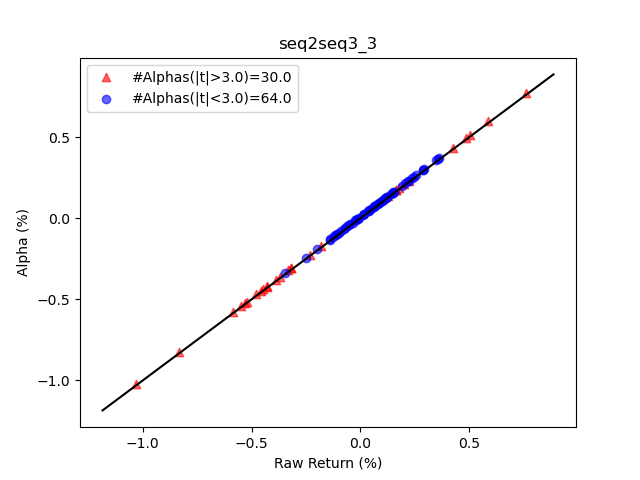 seq2seq3_3
#Alphas(|t|>3.0)=30.0
#Alphas(|t|<3.0)=64.0
Alpha (%)
0.5
0.0
−0.5
−1.0
−1.0 −0.5 0.0 0.5
Raw Return (%)